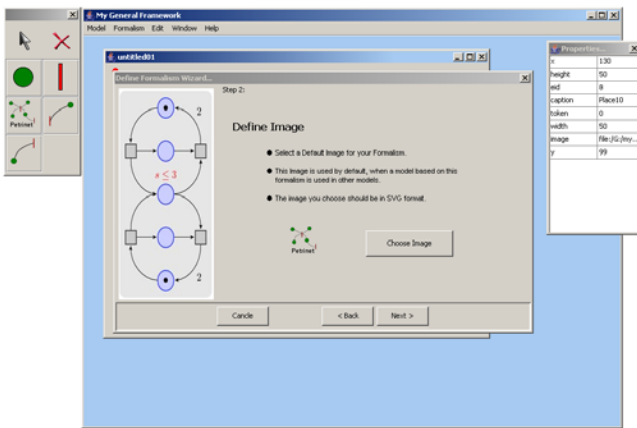 My General Framework
Model Formalism Edit Window Help
untitled01
Define Formalism Wizard...
Step 2:
Define Image
Select a Default Image for your Formalism.
This Image is used by default, when a model based on this
formalism is used in other models.
The image you choose should be in SVG format.
Petrinet
Choose Image
Cancle
< Back
Next >
2
s ≤ 3
2
Petrinet
Properties...
x 130
height 50
eid 8
caption Place10
token 0
width 50
image file:/G:/my...
y 99